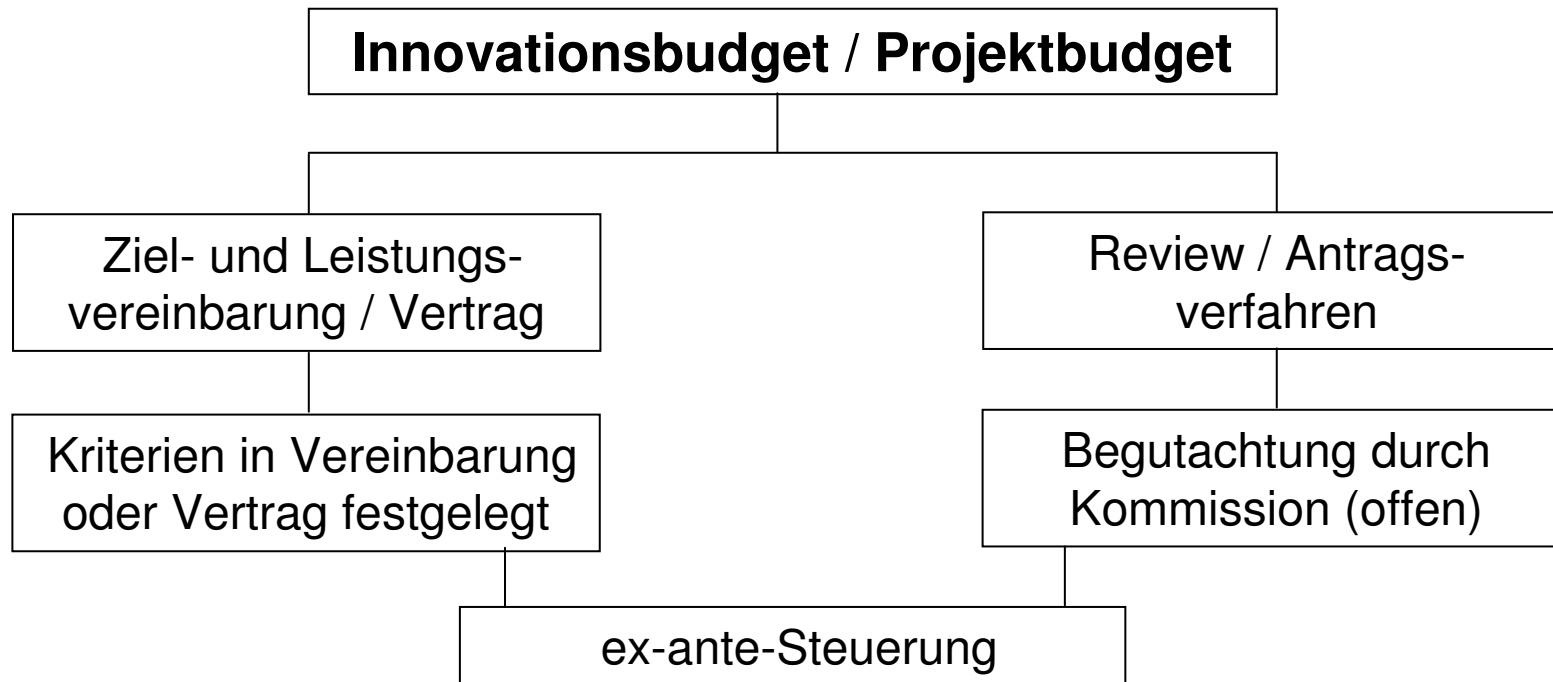 Innovationsbudget / Projektbudget
Ziel- und Leistungs-
vereinbarung / Vertrag
Review / Antrags-
verfahren
Kriterien in Vereinbarung
oder Vertrag festgelegt
Begutachtung durch
Kommission (offen)
ex-ante-Steuerung